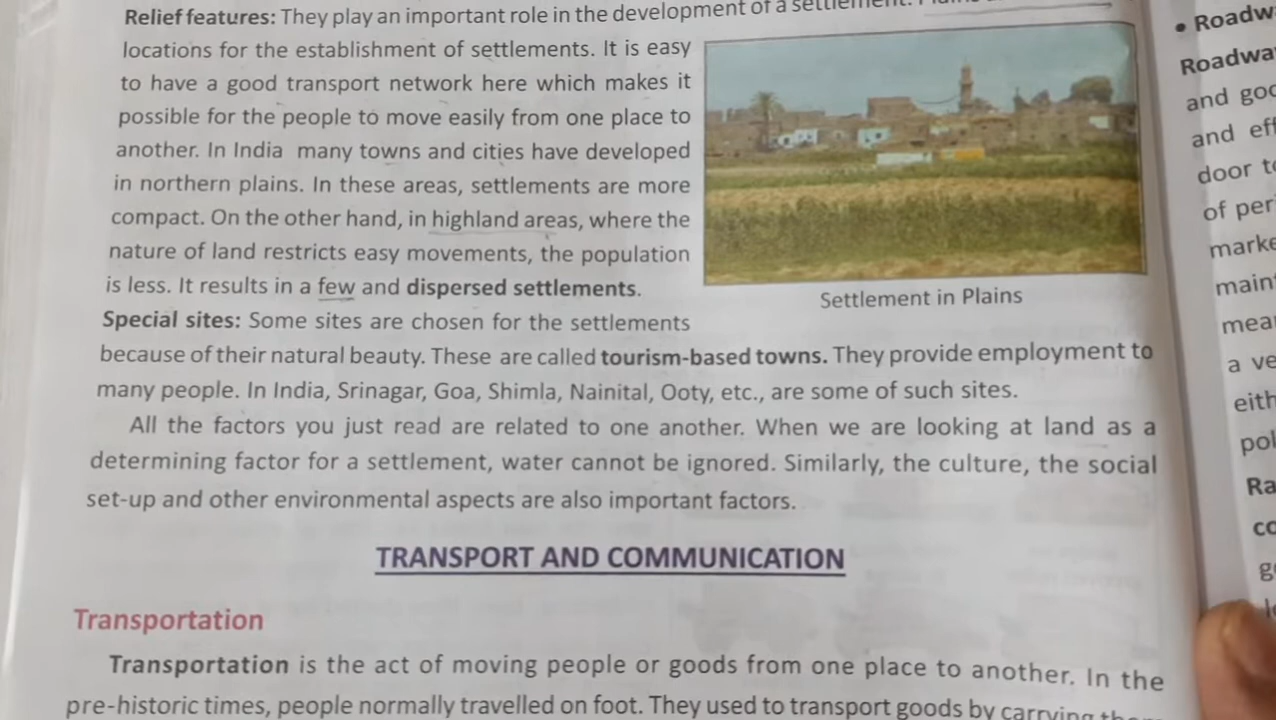 Relief features: They play an important role in the development of a settlement.
locations for the establishment of settlements. It is easy
to have a good transport network here which makes it
possible for the people to move easily from one place to
another. In India many towns and cities have developed
in northern plains. In these areas, settlements are more
compact. On the other hand, in highland areas, where the
nature of land restricts easy movements, the population
is less. It results in a few and dispersed settlements.
Settlement in Plains
Special sites: Some sites are chosen for the settlements
because of their natural beauty. These are called tourism-based towns. They provide employment to
many people. In India, Srinagar, Goa, Shimla, Nainital, Ooty, etc., are some of such sites.
All the factors you just read are related to one another. When we are looking at land as a
determining factor for a settlement, water cannot be ignored. Similarly, the culture, the social
set-up and other environmental aspects are also important factors.
TRANSPORT AND COMMUNICATION
Transportation
Transportation is the act of moving people or goods from one place to another. In the
pre-historic times, people normally travelled on foot. They used to transport goods by carrying
• Roadw
Roadwa
and goo
and eff
door to
of per
marke
main
mea
a ve
eith
pol
Ra
co
g